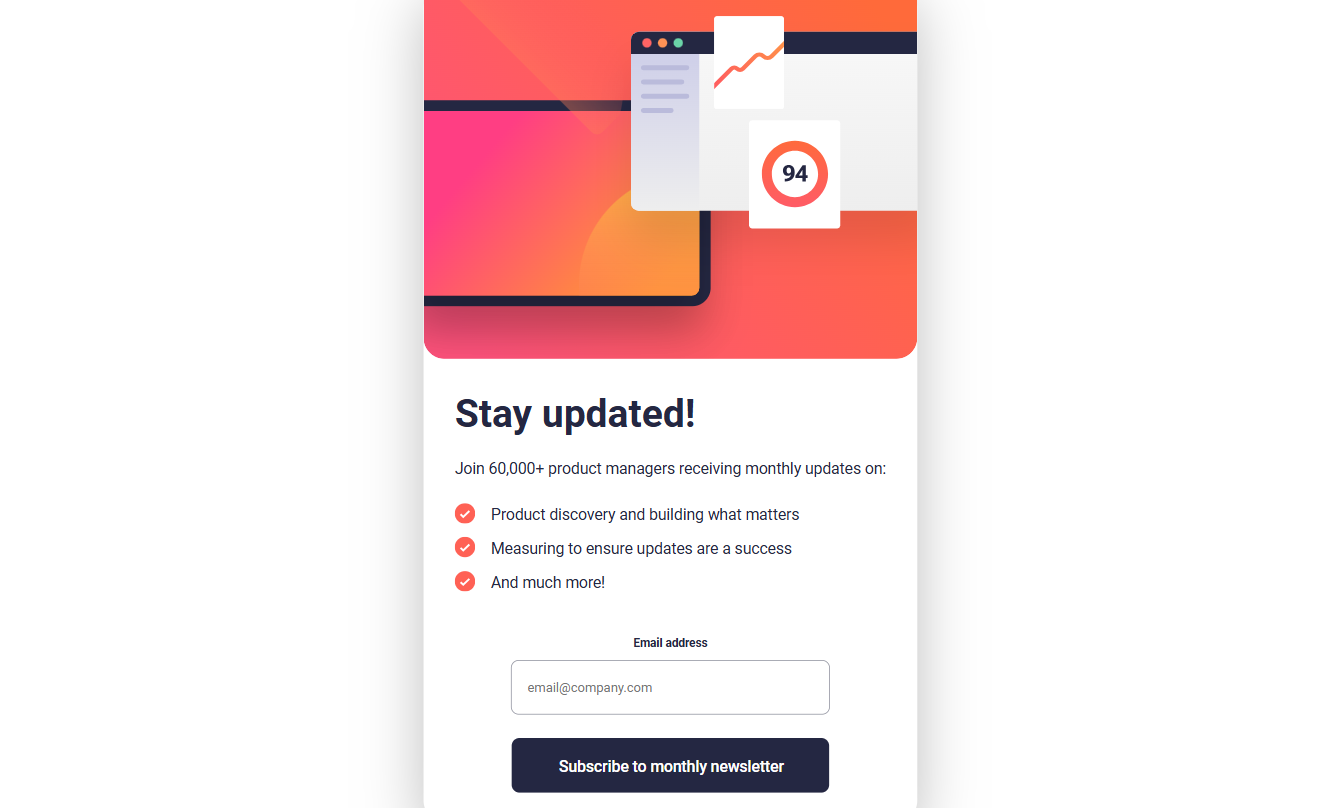 94
Stay updated!
Join 60,000+ product managers receiving monthly updates on:
Product discovery and building what matters
Measuring to ensure updates are a success
And much more!
Email address
email@company.com
Subscribe to monthly newsletter